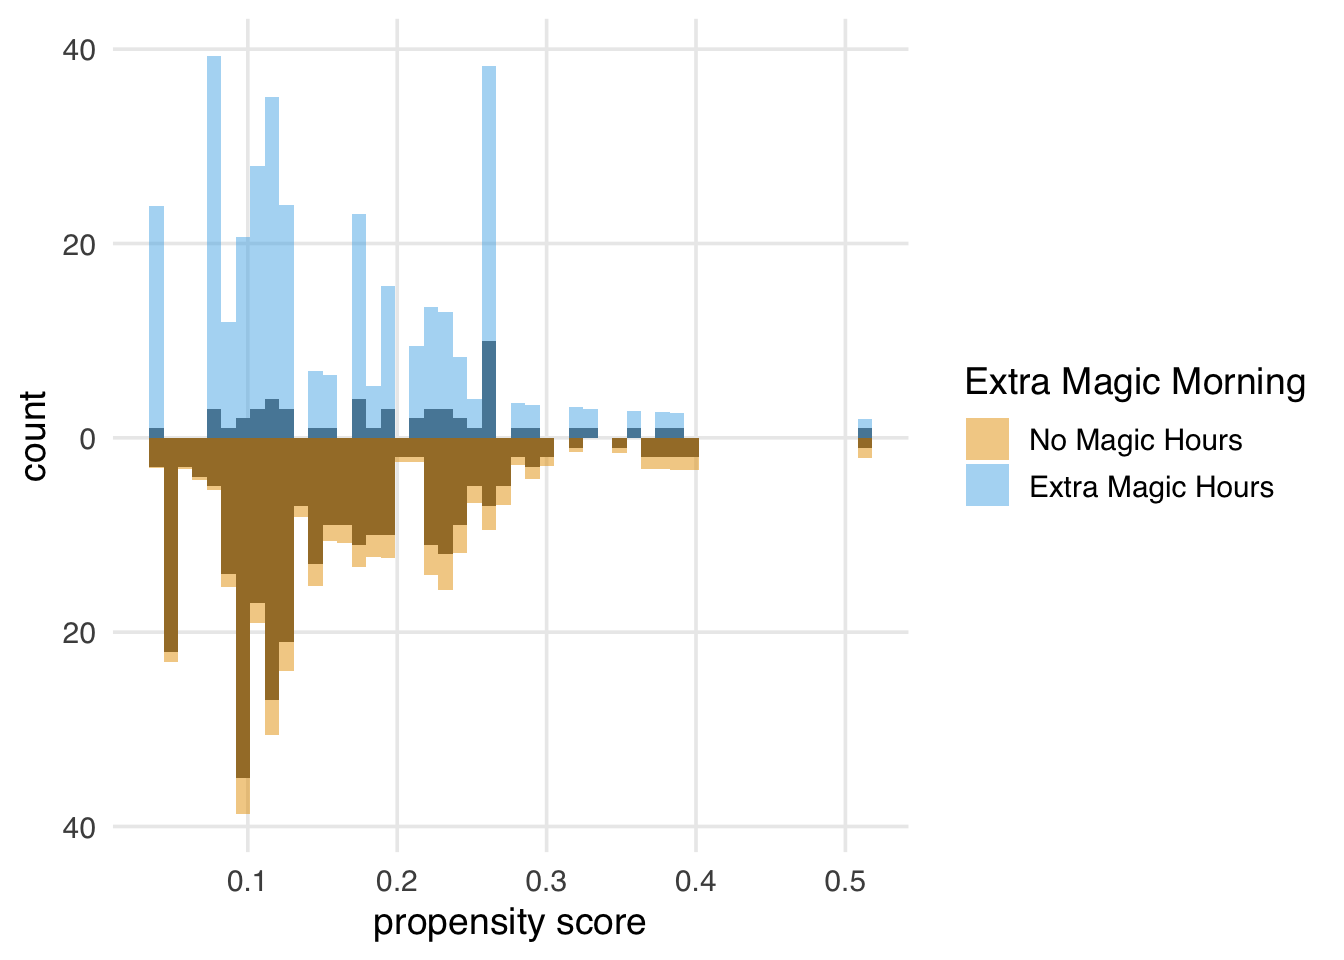 40
20
0
20
40
count
0.1 0.2 0.3 0.4 0.5
propensity score
Extra Magic Morning
No Magic Hours
Extra Magic Hours